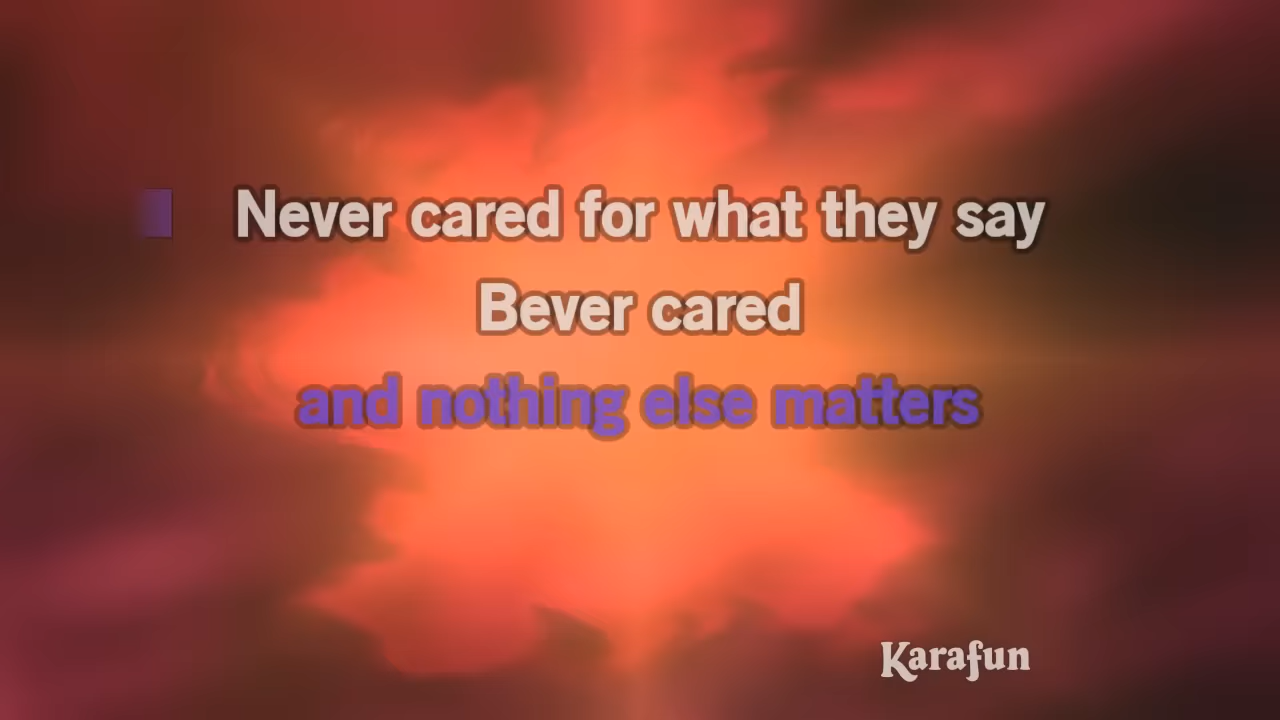 Never cared for what they say
Bever cared
and nothing else matters
Karafun